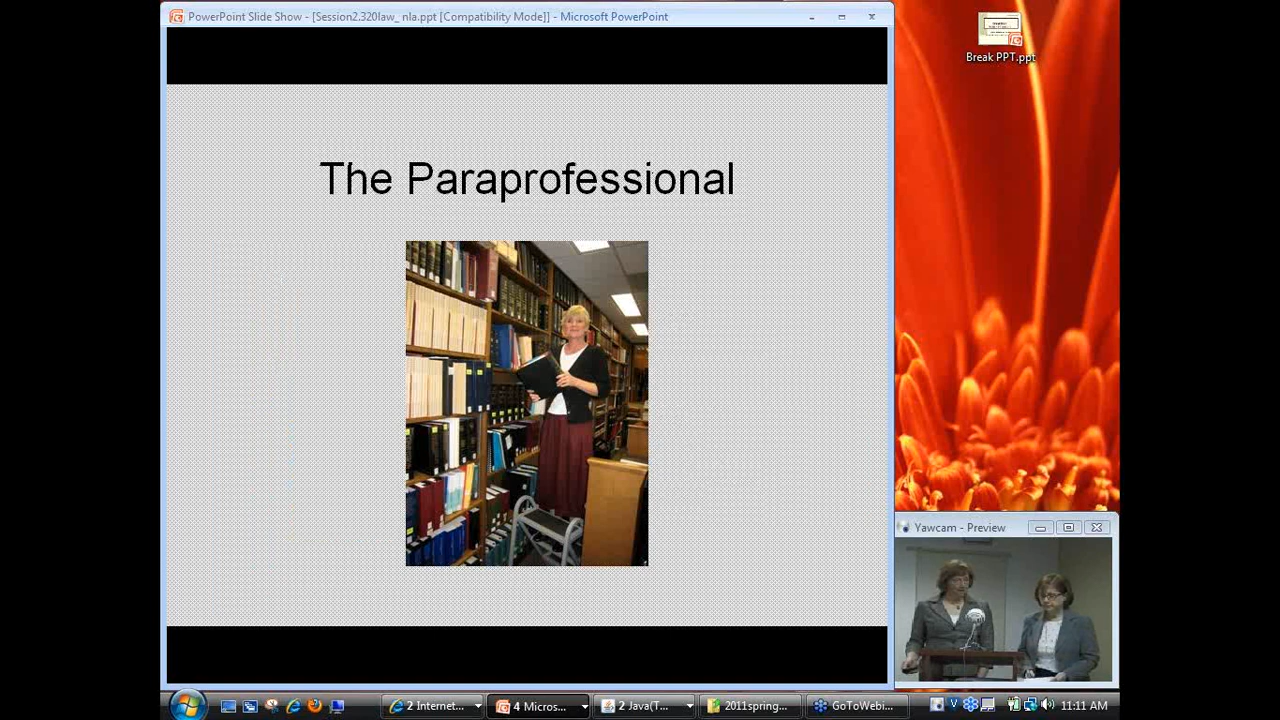 PowerPoint Slide Show - [Session2.320law_ nla.ppt [Compatibility Mode]] - Microsoft PowerPoint
Break PPT.ppt
The Paraprofessional
Yawcam - Preview
2 Internet...
4 Micros...
2 Java(T...
2011spring...
GoToWebi...
11:11 AM